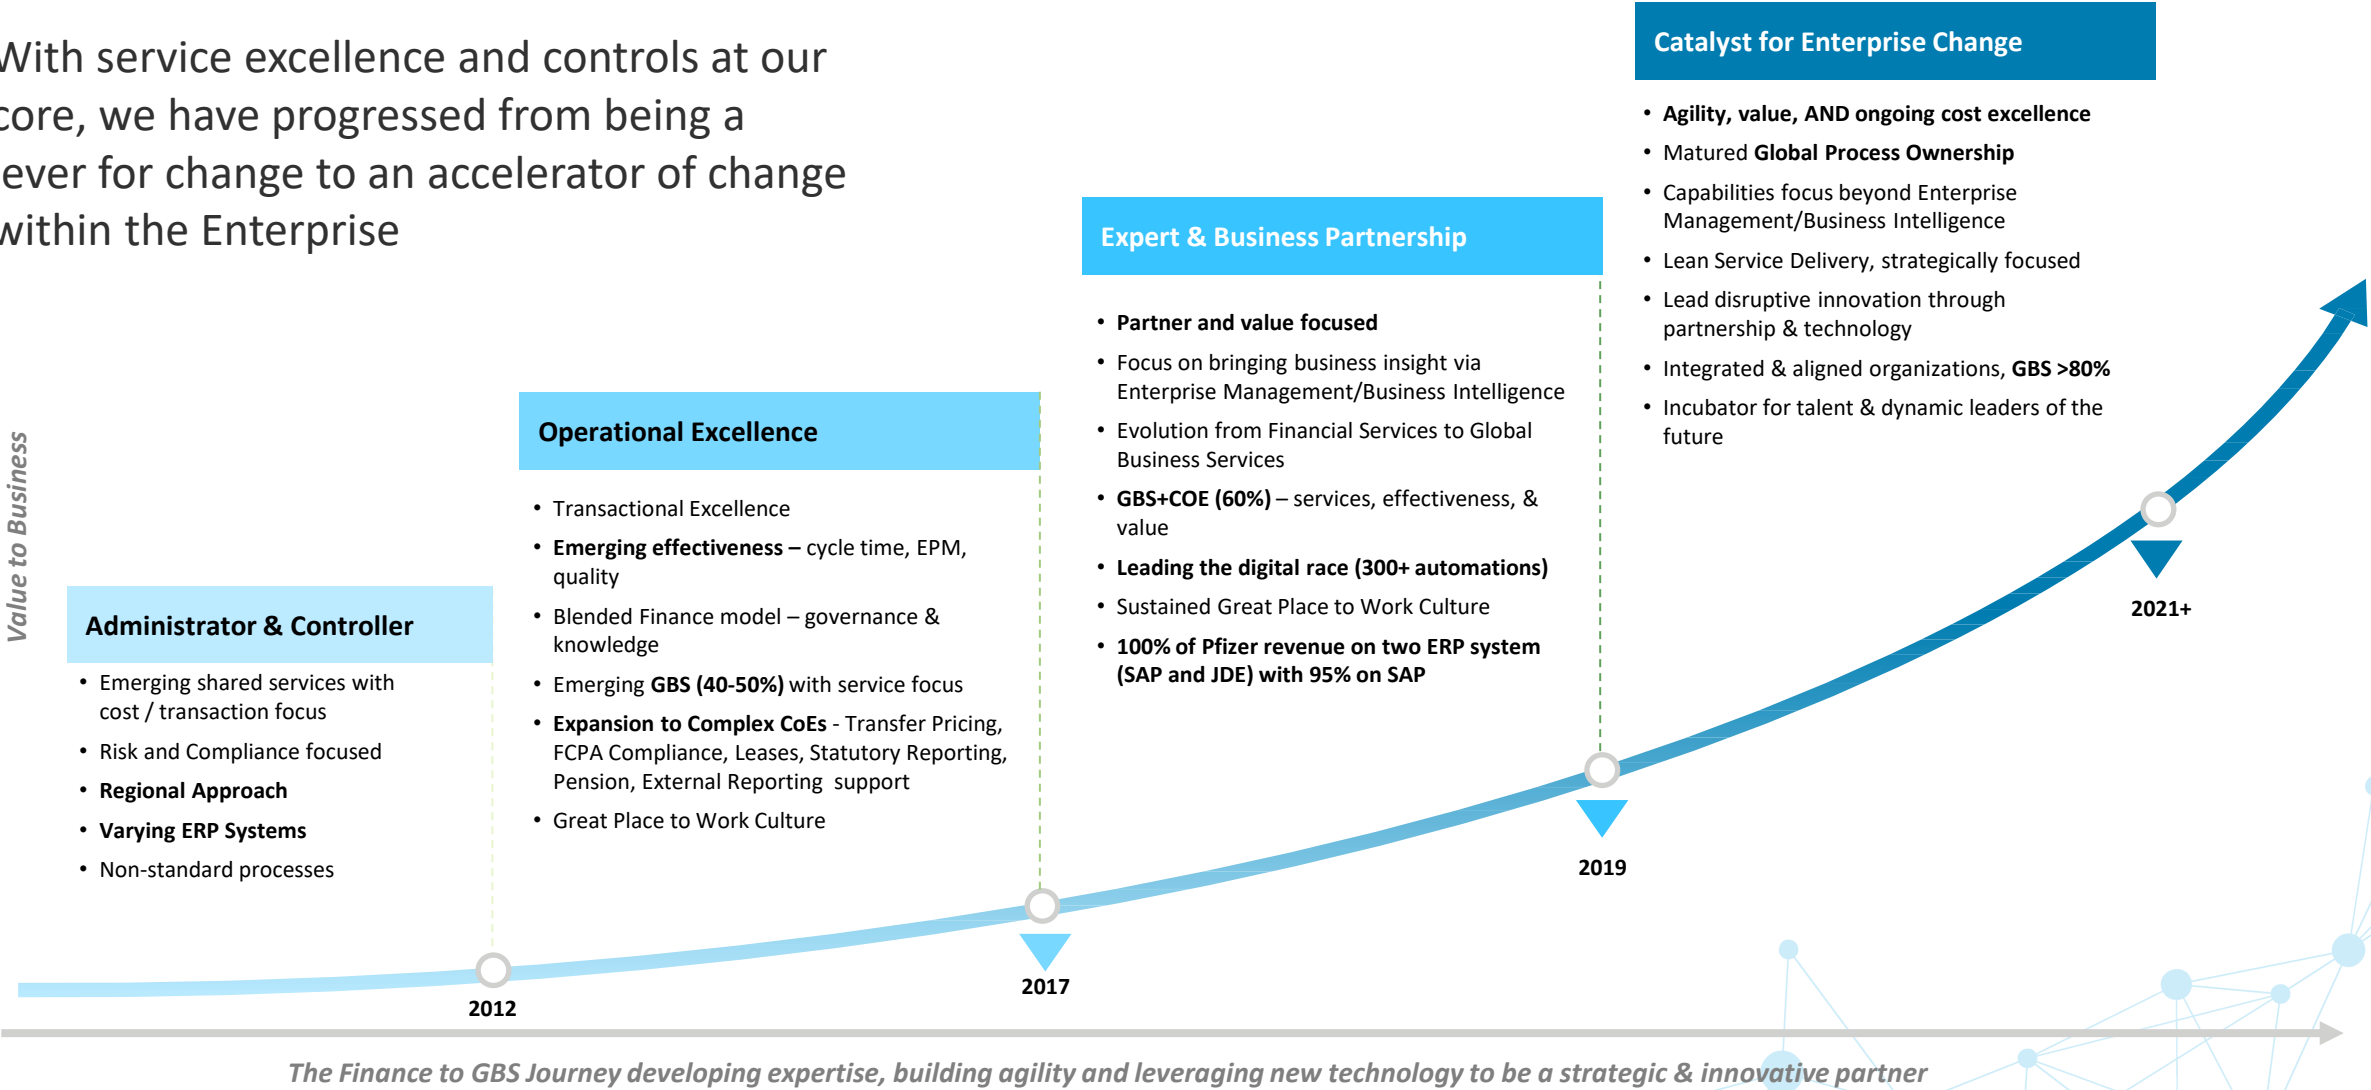 With service excellence and controls at our
core, we have progressed from being a
lever for change to an accelerator of change
within the Enterprise
Value to Business
Administrator & Controller
• Emerging shared services with
cost / transaction focus
• Risk and Compliance focused
• Regional Approach
• Varying ERP Systems
• Non-standard processes
2012
Operational Excellence
• Transactional Excellence
• Emerging effectiveness – cycle time, EPM,
quality
• Blended Finance model – governance &
knowledge
• Emerging GBS (40-50%) with service focus
• Expansion to Complex CoEs - Transfer Pricing,
FCPA Compliance, Leases, Statutory Reporting,
Pension, External Reporting support
• Great Place to Work Culture
2017
Expert & Business Partnership
• Partner and value focused
• Focus on bringing business insight via
Enterprise Management/Business Intelligence
• Evolution from Financial Services to Global
Business Services
• GBS+COE (60%) – services, effectiveness, &
value
• Leading the digital race (300+ automations)
• Sustained Great Place to Work Culture
• 100% of Pfizer revenue on two ERP system
(SAP and JDE) with 95% on SAP
2019
Catalyst for Enterprise Change
• Agility, value, AND ongoing cost excellence
• Matured Global Process Ownership
• Capabilities focus beyond Enterprise
Management/Business Intelligence
• Lean Service Delivery, strategically focused
• Lead disruptive innovation through
partnership & technology
• Integrated & aligned organizations, GBS >80%
• Incubator for talent & dynamic leaders of the
future
2021+
The Finance to GBS Journey developing expertise, building agility and leveraging new technology to be a strategic & innovative partner